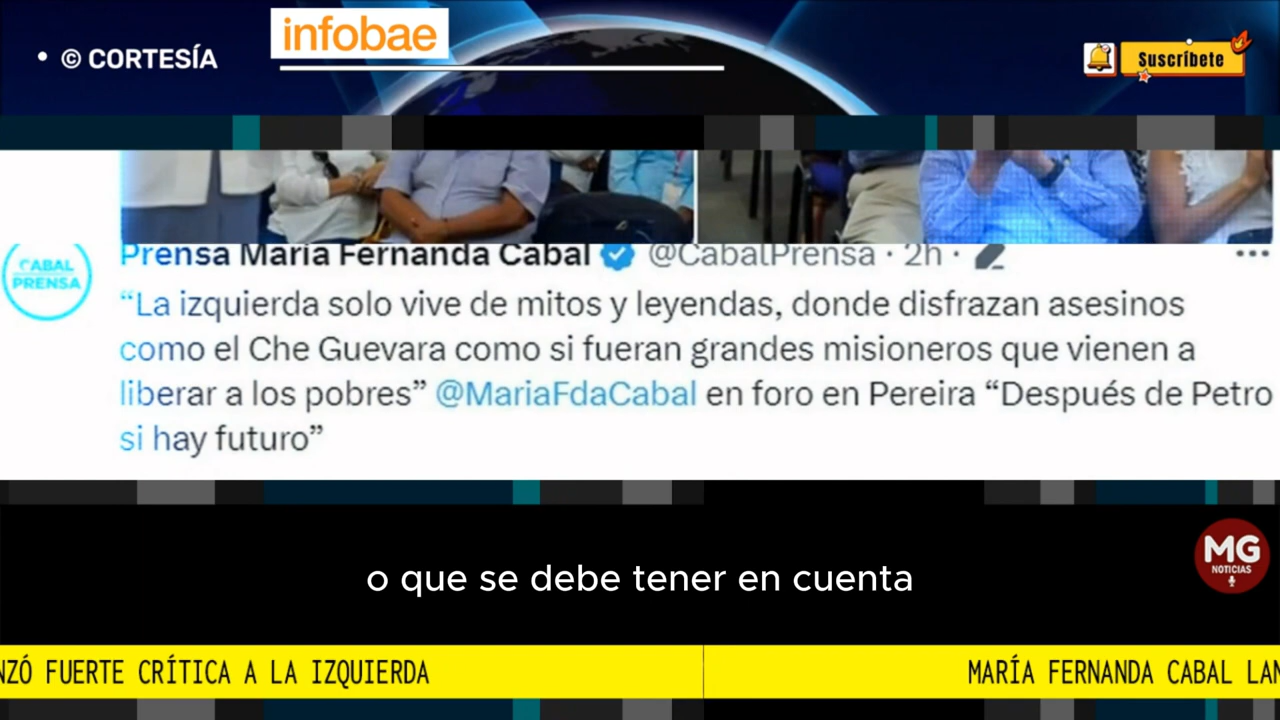 • © CORTESÍA
infobae
Suscríbete
Prensa María Fernanda Cabal @CabalPrensa · 2h ·
CABAL
PRENSA
“La izquierda solo vive de mitos y leyendas, donde disfrazan asesinos
como el Che Guevara como si fueran grandes misioneros que vienen a
liberar a los pobres” @MariaFdaCabal en foro en Pereira “Después de Petro
si hay futuro”
o que se debe tener en cuenta
MG
NOTICIAS
NZÓ FUERTE CRÍTICA A LA IZQUIERDA
MARÍA FERNANDA CABAL LAN